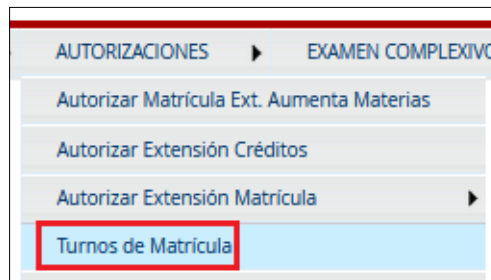 AUTORIZACIONES EXAMEN COMPLEXIVO
Autorizar Matrícula Ext. Aumenta Materias
Autorizar Extensión Créditos
Autorizar Extensión Matrícula
Turnos de Matrícula